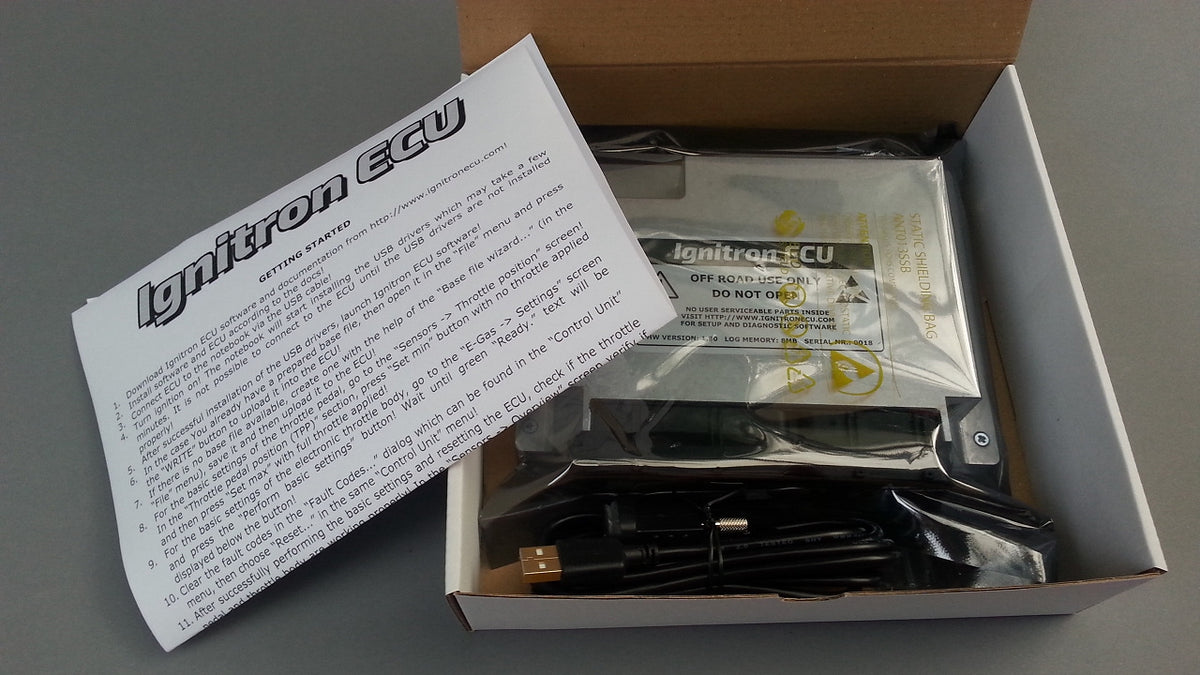 Ignitron ECU
GETTING STARTED
1. Download Ignitron ECU software and documentation from http://www.ignitronecu.com!
2. Install software and ECU according to the docs!
3. Connect ECU to the notebook via the USB cable!
4. Turn ignition on! The notebook will start installing the USB drivers which may take a few
minutes. It is not possible to connect to the ECU until the USB drivers are not installed
properly!
5. After successful installation of the USB drivers, launch Ignitron ECU software!
6. In the case you already have a prepared base file, then open it in the "File" menu and press
the "WRITE" button to upload it into the ECU!
7. If there is no base file available, create one with the help of the "Base file wizard..." (in the
"File" menu), save it and then upload it to the ECU!
8. For the basic settings of the throttle pedal, go to the "Sensors -> Throttle position" screen!
In the "Throttle pedal position (TPP)" section, press "Set min" button with no throttle applied
and then press "Set max" with full throttle applied!
9. For the basic settings of the electronic throttle body, go to the "E-Gas -> Settings" screen
and press the "Perform basic settings" button! Wait until green "Ready." text will be
displayed below the button!
10. Clear the fault codes in the "Fault Codes..." dialog which can be found in the "Control Unit"
menu, then choose "Reset..." in the same "Control Unit" menu!
11. After successfully performing the basic settings and resetting the ECU, check if the throttle
pedal and throttle body are
Ignitron ECU
OFF ROAD USE ONLY
DO NOT OPEN
NO USER SERVICEABLE PARTS INSIDE
VISIT HTTP://WWW.IGNITRONECU.COM
FOR SETUP AND DIAGNOSTIC SOFTWARE
HW VERSION: 1.80 LOG MEMORY: 8MB SERIAL NR.: 0018
STATIC SHIELDING BAG